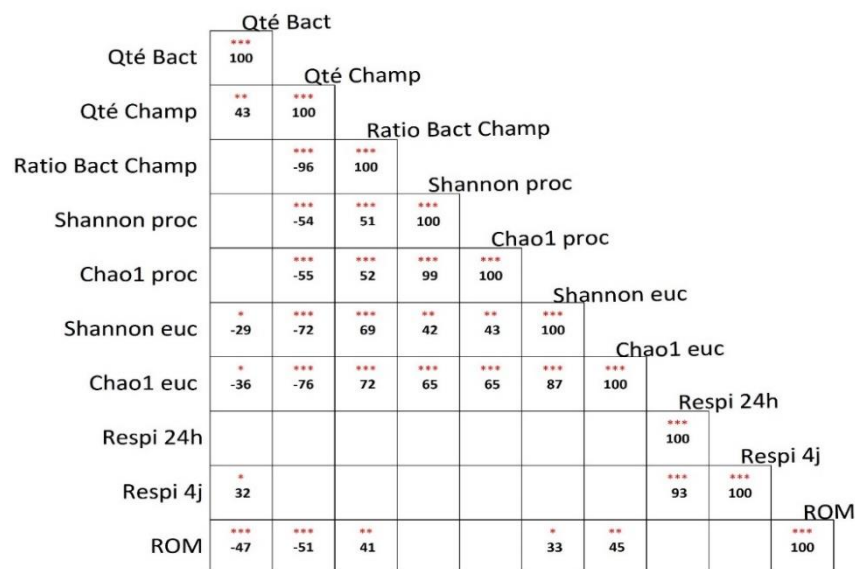 Qté Bact
***
Qté Bact 100
Qté Champ
** ***
Qté Champ 43 100
Ratio Bact Champ
*** ***
Ratio Bact Champ -96 100
Shannon proc
*** *** ***
Shannon proc -54 51 100
Chao1 proc
*** *** *** ***
Chao1 proc -55 52 99 100
Shannon euc
* *** *** ** ** ***
Shannon euc -29 -72 69 42 43 100
Chao1 euc
* *** *** *** *** *** ***
Chao1 euc -36 -76 72 65 65 87 100
Respi 24h
***
Respi 24h 100
Respi 4j
* *** ***
Respi 4j 32 93 100
ROM
*** *** ** * ** ***
ROM -47 -51 41 33 45 100